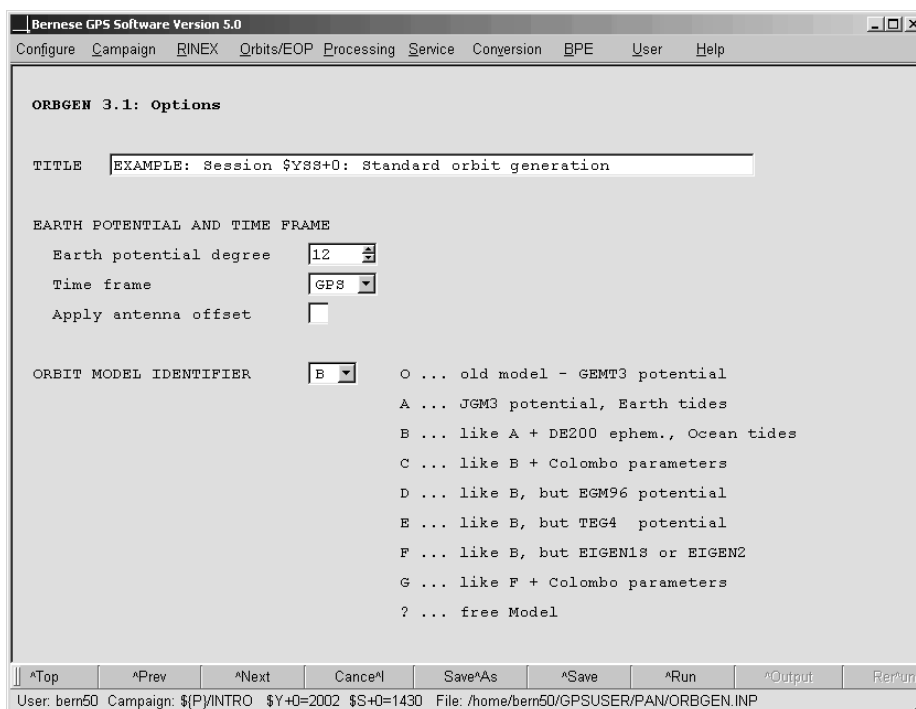 Bernese GPS Software Version 5.0
Configure Campaign RINEX Orbits/EOP Processing Service Conversion BPE User Help
ORBGEN 3.1: Options
TITLE EXAMPLE: Session $YSS+0: Standard orbit generation
EARTH POTENTIAL AND TIME FRAME
Earth potential degree 12
Time frame GPS
Apply antenna offset
ORBIT MODEL IDENTIFIER B O ... old model - GEMT3 potential
A ... JGM3 potential, Earth tides
B ... like A + DE200 ephem., Ocean tides
C ... like B + Colombo parameters
D ... like B, but EGM96 potential
E ... like B, but TEG4 potential
F ... like B, but EIGEN1S or EIGEN2
G ... like F + Colombo parameters
? ... free Model
^Top ^Prev ^Next Cance^l Save^As ^Save ^Run ^Output Rer^un
User: bern50 Campaign: ${P}/INTRO $Y+0=2002 $S+0=1430 File: /home/bern50/GPSUSER/PAN/ORBGEN.INP